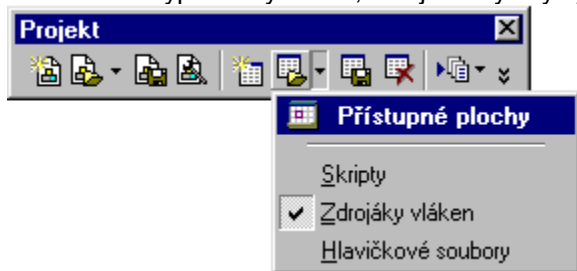 Projekt
Přístupné plochy
Skripty
Zdrojáky vláken
Hlavičkové soubory